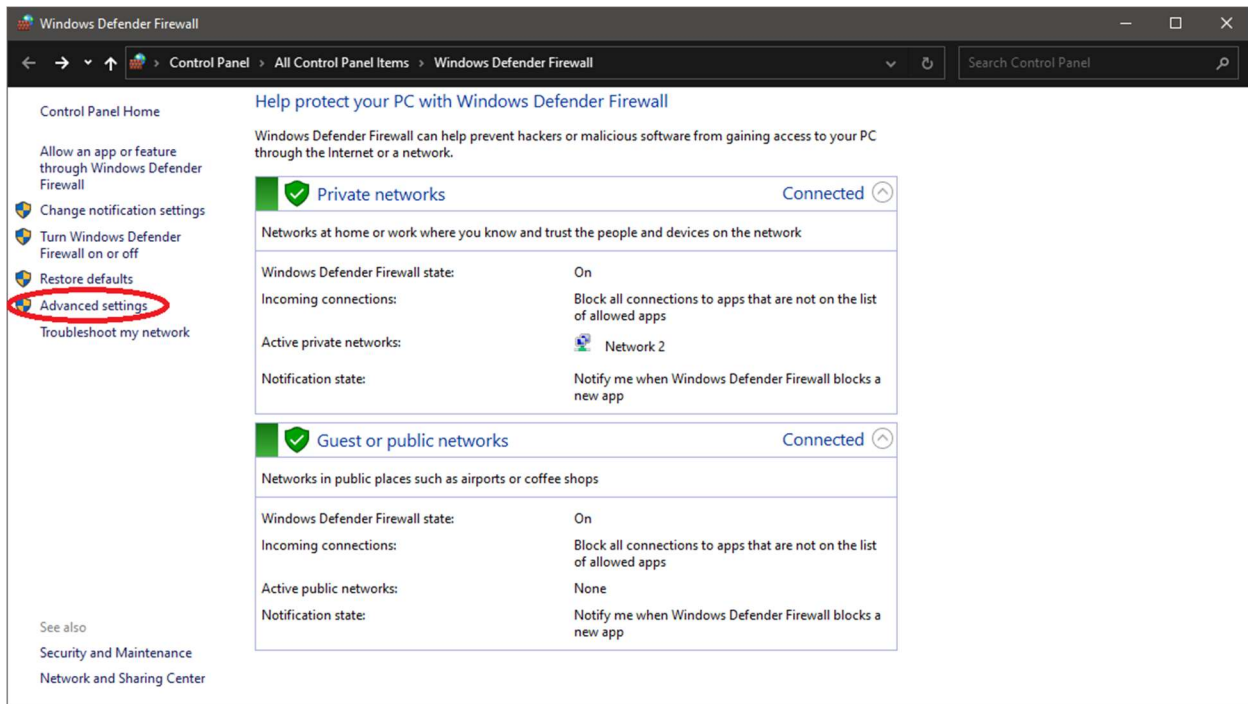 Windows Defender Firewall
Control Panel › All Control Panel Items › Windows Defender Firewall
Search Control Panel
Control Panel Home
Allow an app or feature
through Windows Defender
Firewall
Change notification settings
Turn Windows Defender
Firewall on or off
Restore defaults
Advanced settings
Troubleshoot my network
See also
Security and Maintenance
Network and Sharing Center
Help protect your PC with Windows Defender Firewall
Windows Defender Firewall can help prevent hackers or malicious software from gaining access to your PC
through the Internet or a network.
Private networks Connected
Networks at home or work where you know and trust the people and devices on the network
Windows Defender Firewall state: On
Incoming connections: Block all connections to apps that are not on the list
of allowed apps
Active private networks: Network 2
Notification state: Notify me when Windows Defender Firewall blocks a
new app
Guest or public networks Connected
Networks in public places such as airports or coffee shops
Windows Defender Firewall state: On
Incoming connections: Block all connections to apps that are not on the list
of allowed apps
Active public networks: None
Notification state: Notify me when Windows Defender Firewall blocks a
new app